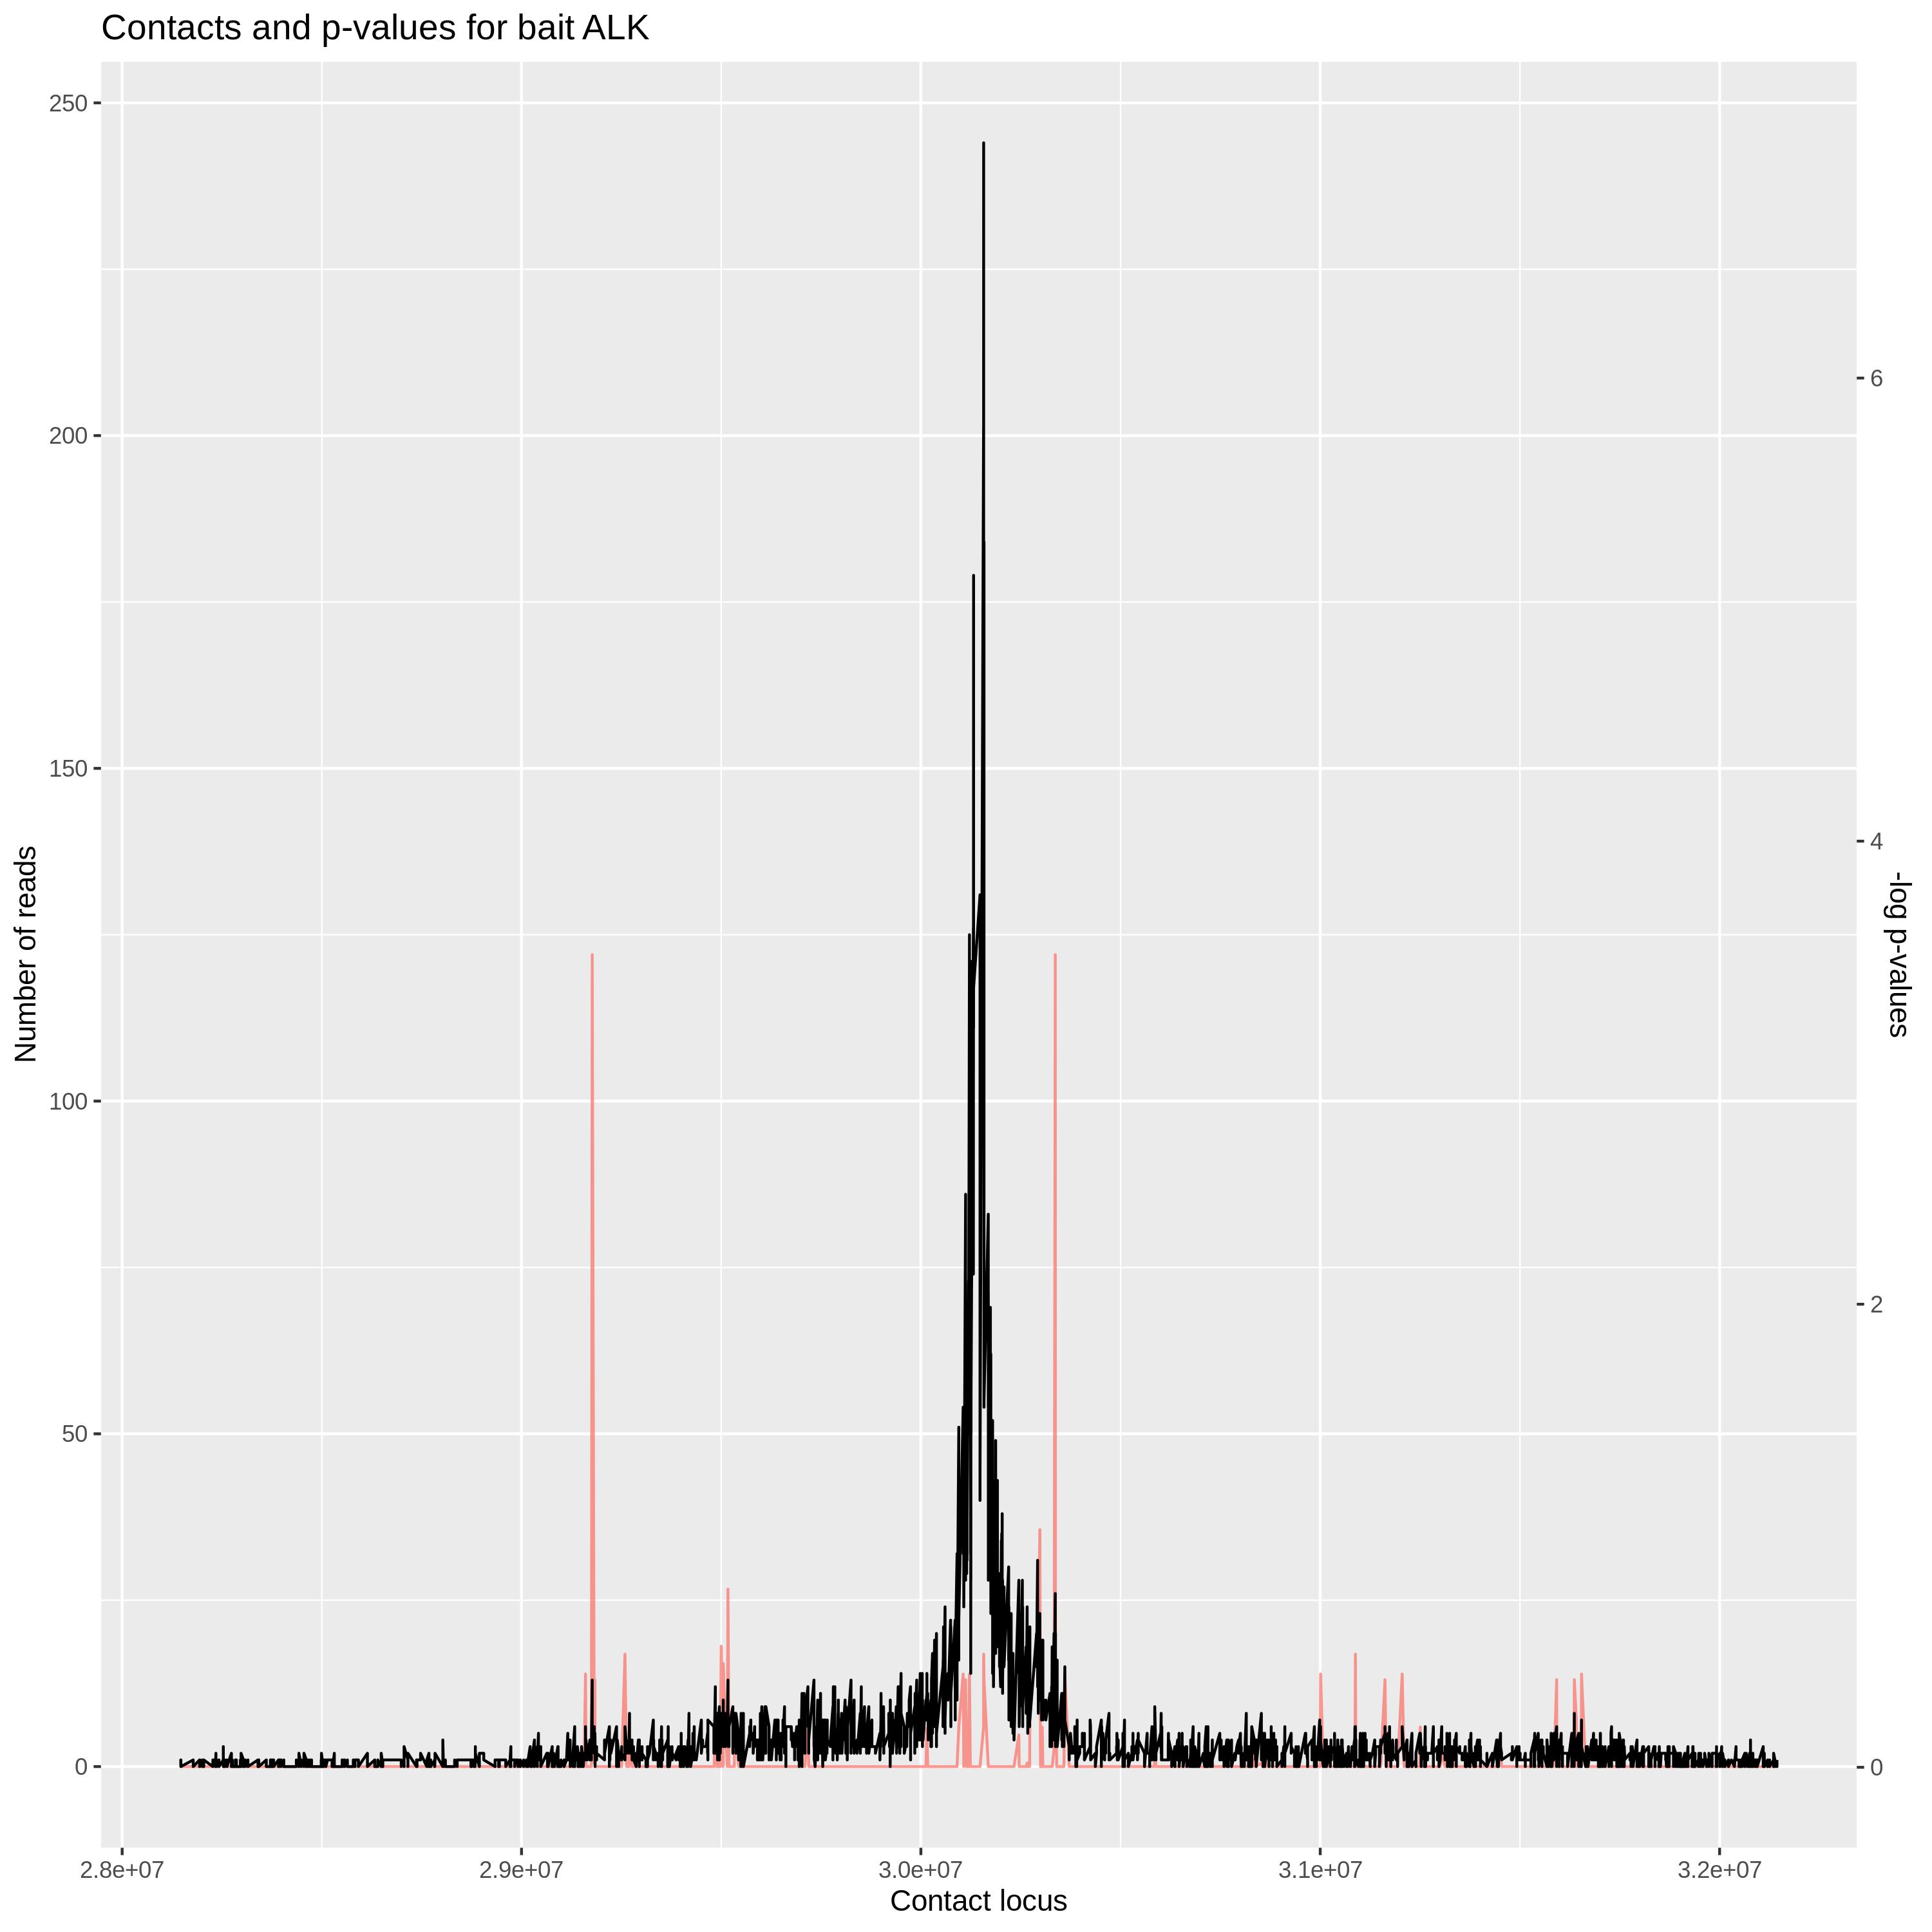 Contacts and p-values for bait ALK
250
200
150
100
50
0
Number of reads
6
4
2
0
-log p-values
2.8e+07
2.9e+07
3.0e+07
3.1e+07
3.2e+07
Contact locus